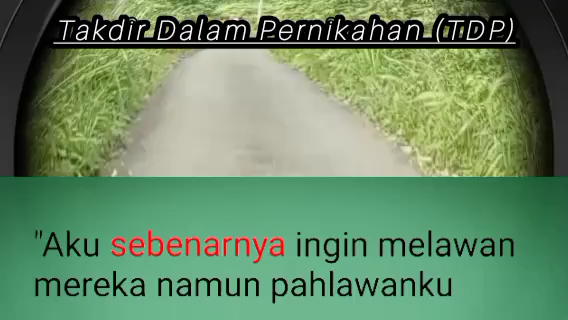 Takdir Dalam Pernikahan (TDP)
"Aku sebenarnya ingin melawan
mereka namun pahlawanku